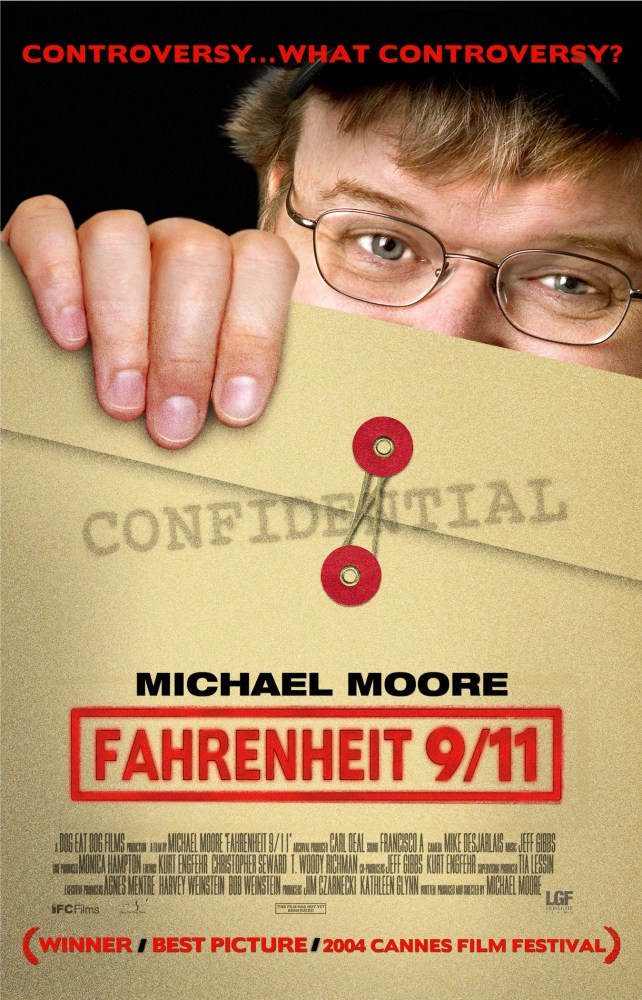 CONTROVERSY...WHAT CONTROVERSY?
CONFIDENTIAL
MICHAEL MOORE
FAHRENHEIT 9/11
A DOG EAT DOG FILMS PRODUCTION A FILM BY MICHAEL MOORE "FAHRENHEIT 9/11" ARCHIVAL PRODUCER CARL DEAL SOUND FRANCISCO A CAMERA MIKE DESJARLAIS MUSIC JEFF GIBBS
LINE PRODUCER MONICA HAMPTON EDITORS KURT ENGFEHR CHRISTOPHER SEWARD T. WOODY RICHMAN CO-PRODUCERS JEFF GIBBS KURT ENGFEHR SUPERVISING PRODUCER TIA LESSIN
EXECUTIVE PRODUCERS AGNES MENTRE HARVEY WEINSTEIN BOB WEINSTEIN PRODUCERS JIM CZARNECKI KATHLEEN GLYNN WRITTEN PRODUCED AND DIRECTED BY MICHAEL MOORE
IFCFilms
THIS FILM HAS NOT YET
BEEN RATED
LGF
LIONSGATE
(WINNER / BEST PICTURE / 2004 CANNES FILM FESTIVAL)